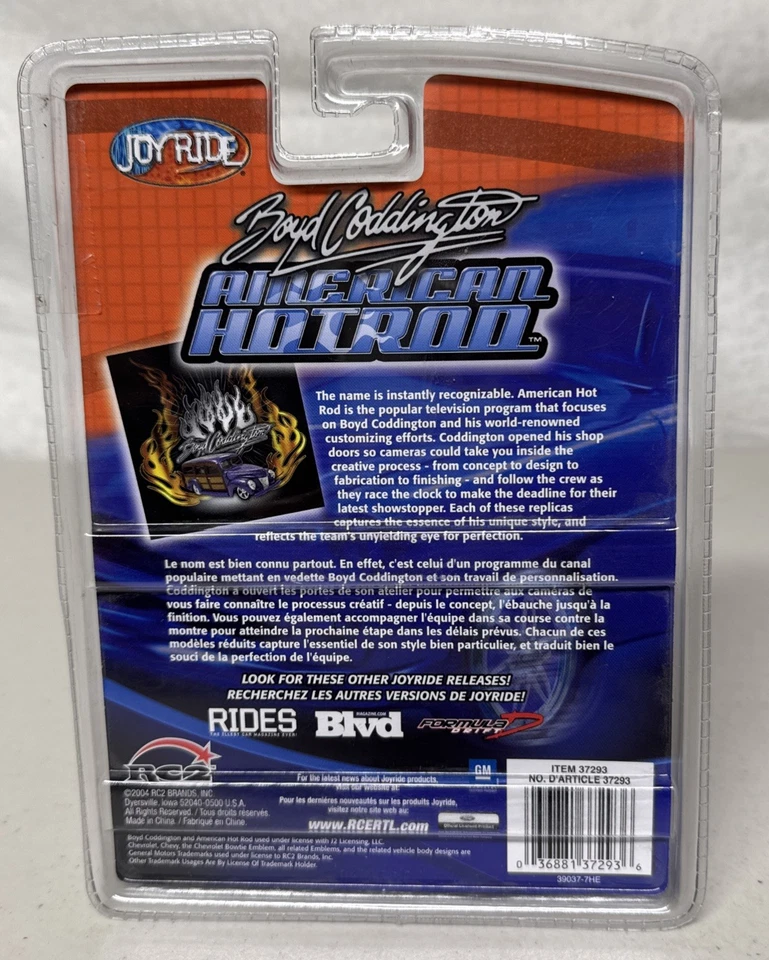 JOYRIDE
Boyd Coddington
AMERICAN
HOTROD™
Boyd Coddington
The name is instantly recognizable. American Hot
Rod is the popular television program that focuses
on Boyd Coddington and his world-renowned
customizing efforts. Coddington opened his shop
doors so cameras could take you inside the
creative process - from concept to design to
fabrication to finishing - and follow the crew as
they race the clock to make the deadline for their
latest showstopper. Each of these replicas
captures the essence of his unique style, and
reflects the team's unyielding eye for perfection.
Le nom est bien connu partout. En effet, c'est celui d'un programme du canal
populaire mettant en vedette Boyd Coddington et son travail de personnalisation.
Coddington a ouvert les portes de son atelier pour permettre aux caméras de
vous faire connaître le processus créatif - depuis le concept, l'ébauche jusqu'à la
finition. Vous pouvez également accompagner l'équipe dans sa course contre la
montre pour atteindre la prochaine étape dans les délais prévus. Chacun de ces
modèles réduits capture l'essentiel de son style bien particulier, et traduit bien le
souci de la perfection de l'équipe.
LOOK FOR THESE OTHER JOYRIDE RELEASES!
RECHERCHEZ LES AUTRES VERSIONS DE JOYRIDE!
RIDES
MAGAZINE.COM
Blvd
FORMULA D
DRIFT
RC2
©2004 RC2 BRANDS, INC
Dyersville, Iowa 52040-0500 U.S.A.
All Rights Reserved. / Tous droits réservés.
Made in China. / Fabriqué en Chine.
For the latest news about Joyride products,
visit our website at:
Pour les dernières nouveautés sur les produits Joyride,
visitez notre site web au:
www.RCERTL.com
GM
Official Licensed Product
ITEM 37293
NO. D'ARTICLE 37293
0 36881 37293 6
39037-7HE
Boyd Coddington and American Hot Rod used under license with J2 Licensing, LLC.
Chevrolet, Chevy, the Chevrolet Bowtie Emblem, all related Emblems, and the related vehicle body designs are
General Motors Trademarks used under license to RC2 Brands, Inc.
Other Trademark Usages Are By License Of Trademark Holder.